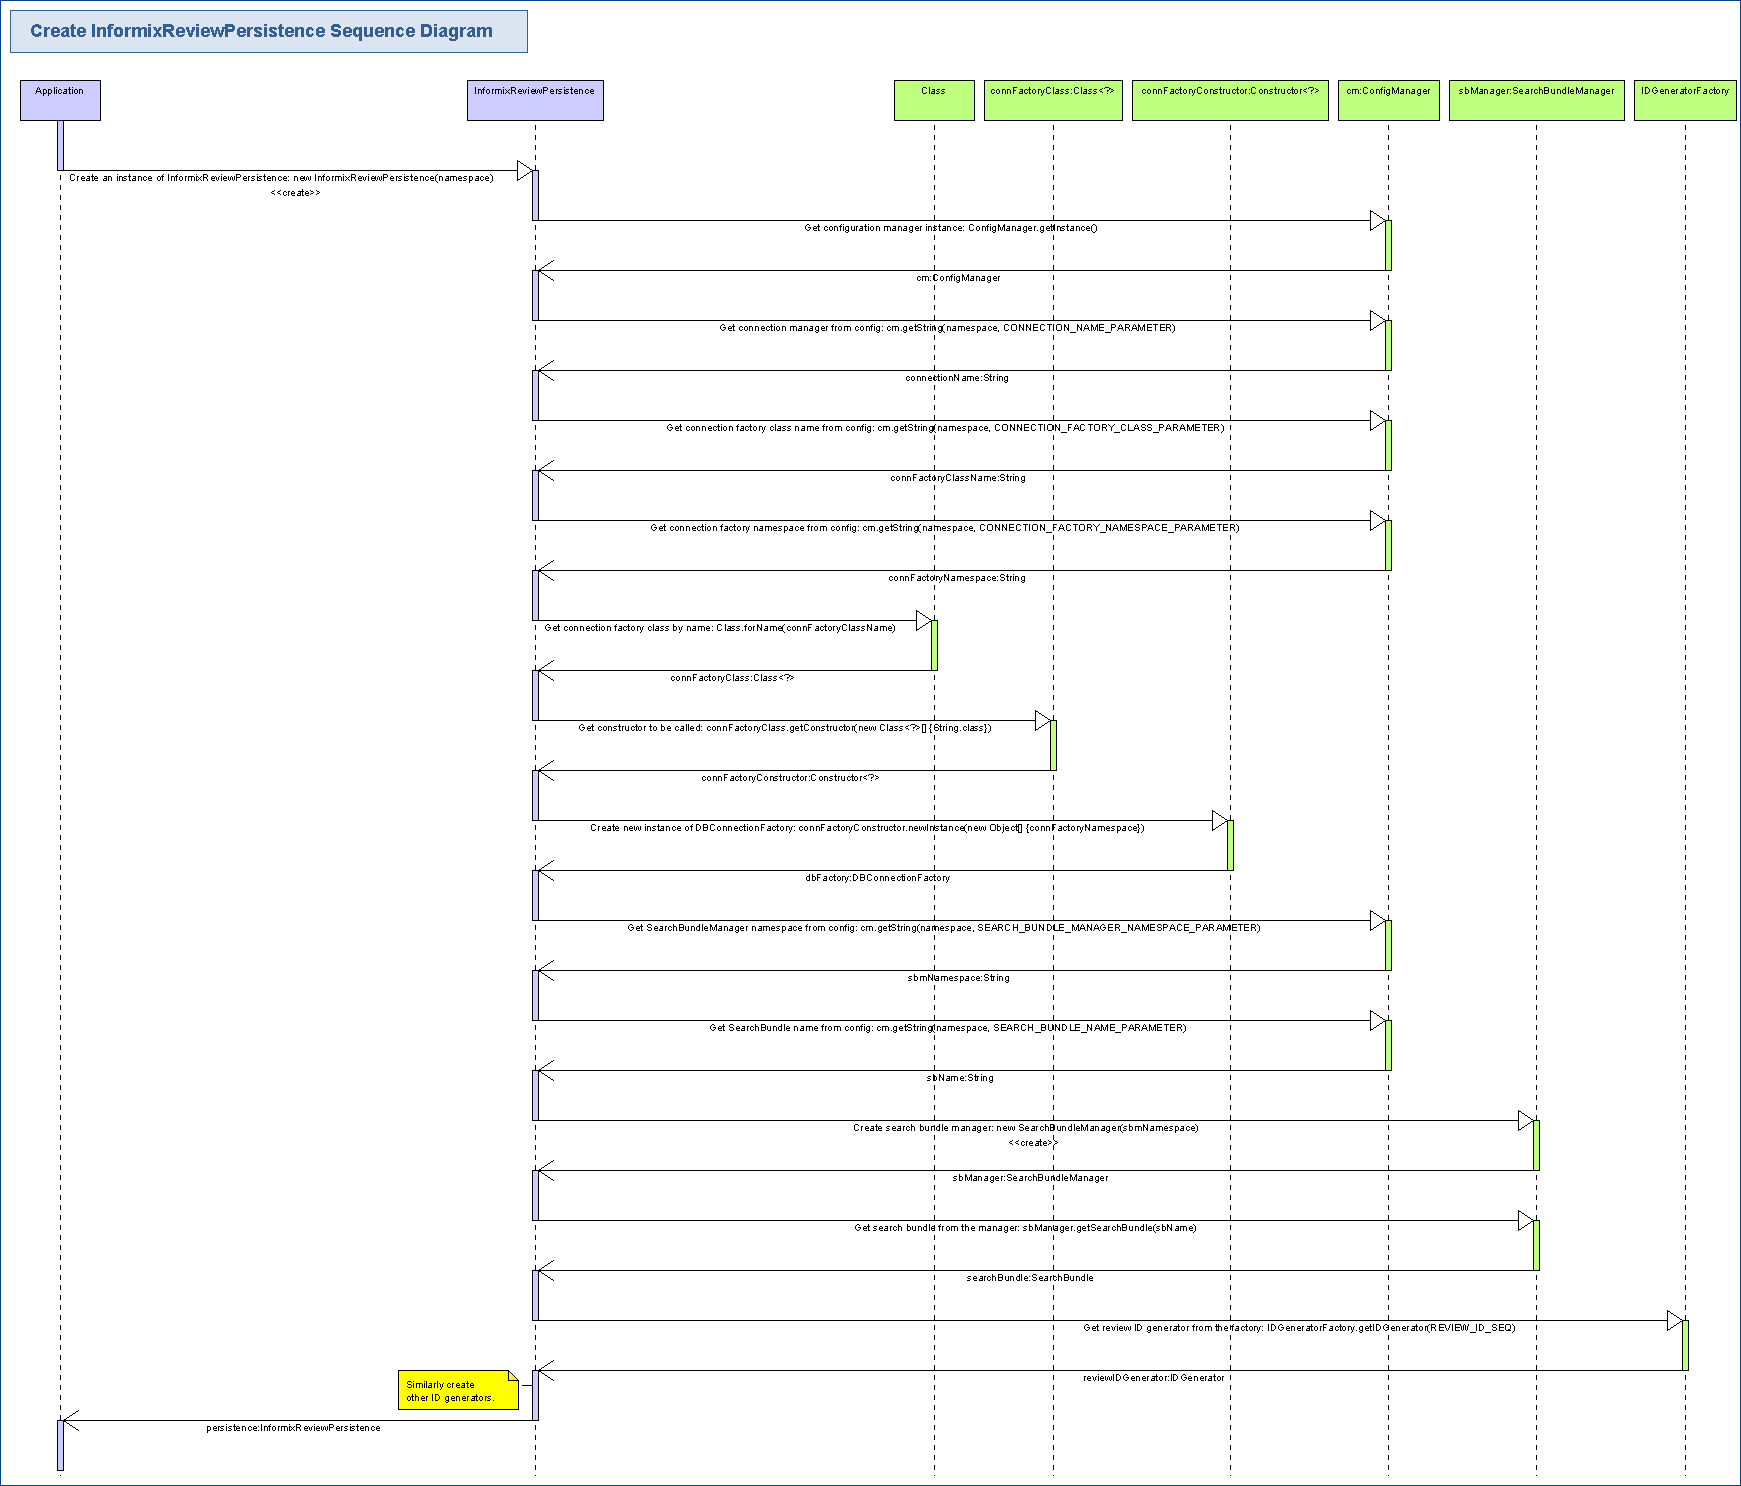 Create InformixReviewPersistence Sequence Diagram
Application
InformixReviewPersistence
Class
connFactoryClass:Class<?>
connFactoryConstructor:Constructor<?>
cm:ConfigManager
sbManager:SearchBundleManager
IDGeneratorFactory
Create an instance of InformixReviewPersistence: new InformixReviewPersistence(namespace)
<<create>>
Get configuration manager instance: ConfigManager.getInstance()
cm:ConfigManager
Get connection manager from config: cm.getString(namespace, CONNECTION_NAME_PARAMETER)
connectionName:String
Get connection factory class name from config: cm.getString(namespace, CONNECTION_FACTORY_CLASS_PARAMETER)
connFactoryClassName:String
Get connection factory namespace from config: cm.getString(namespace, CONNECTION_FACTORY_NAMESPACE_PARAMETER)
connFactoryNamespace:String
Get connection factory class by name: Class.forName(connFactoryClassName)
connFactoryClass:Class<?>
Get constructor to be called: connFactoryClass.getConstructor(new Class<?>[] {String.class})
connFactoryConstructor:Constructor<?>
Create new instance of DBConnectionFactory: connFactoryConstructor.newInstance(new Object[] {connFactoryNamespace})
dbFactory:DBConnectionFactory
Get SearchBundleManager namespace from config: cm.getString(namespace, SEARCH_BUNDLE_MANAGER_NAMESPACE_PARAMETER)
sbmNamespace:String
Get SearchBundle name from config: cm.getString(namespace, SEARCH_BUNDLE_NAME_PARAMETER)
sbName:String
Create search bundle manager: new SearchBundleManager(sbmNamespace)
<<create>>
sbManager:SearchBundleManager
Get search bundle from the manager: sbManager.getSearchBundle(sbName)
searchBundle:SearchBundle
Get review ID generator from the factory: IDGeneratorFactory.getIDGenerator(REVIEW_ID_SEQ)
reviewIDGenerator:IDGenerator
Similarly create
other ID generators.
persistence:InformixReviewPersistence